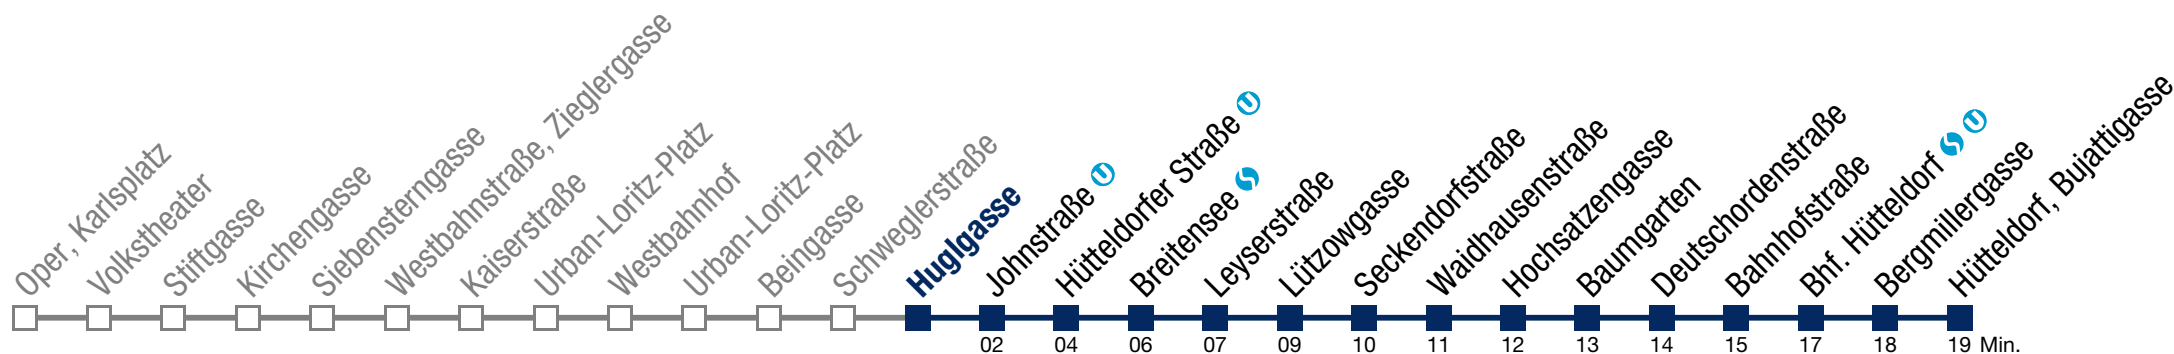 Oper, Karlsplatz
Volkstheater
Stiftgasse
Kirchengasse
Siebensterngasse
Westbahnstraße, Zieglergasse
Kaiserstraße
Urban-Loritz-Platz
Westbahnhof
Urban-Loritz-Platz
Beingasse
Schweglerstraße
Huglgasse
Johnstraße U
Hütteldorfer Straße U
Breitensee S
Leyserstraße
Lützowgasse
Seckendorfstraße
Waidhausenstraße
Hochsatzengasse
Baumgarten
Deutschordenstraße
Bahnhofstraße
Bhf. Hütteldorf S U
Bergmillergasse
Hütteldorf, Bujattigasse
02 04 06 07 09 10 11 12 13 14 15 17 18 19 Min.